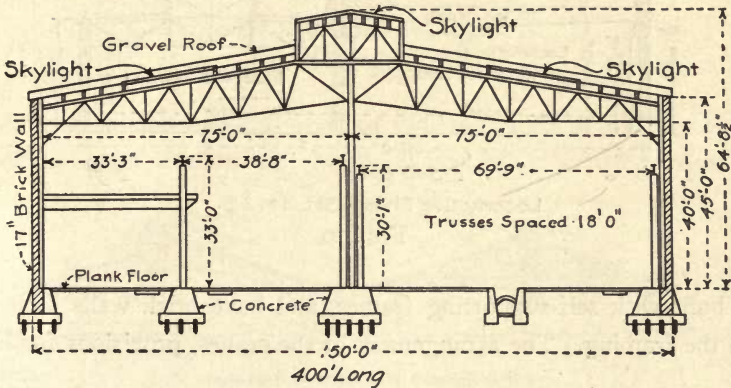 Skylight
Gravel Roof
Skylight
Skylight
75'-0"
75'-0"
33'-3"
38'-8"
69'-9"
17" Brick Wall
33'-0"
30'-1"
Trusses Spaced 18' 0"
40'-0"
45'-0"
64'-8½"
Plank Floor
Concrete
150'-0"
400' Long